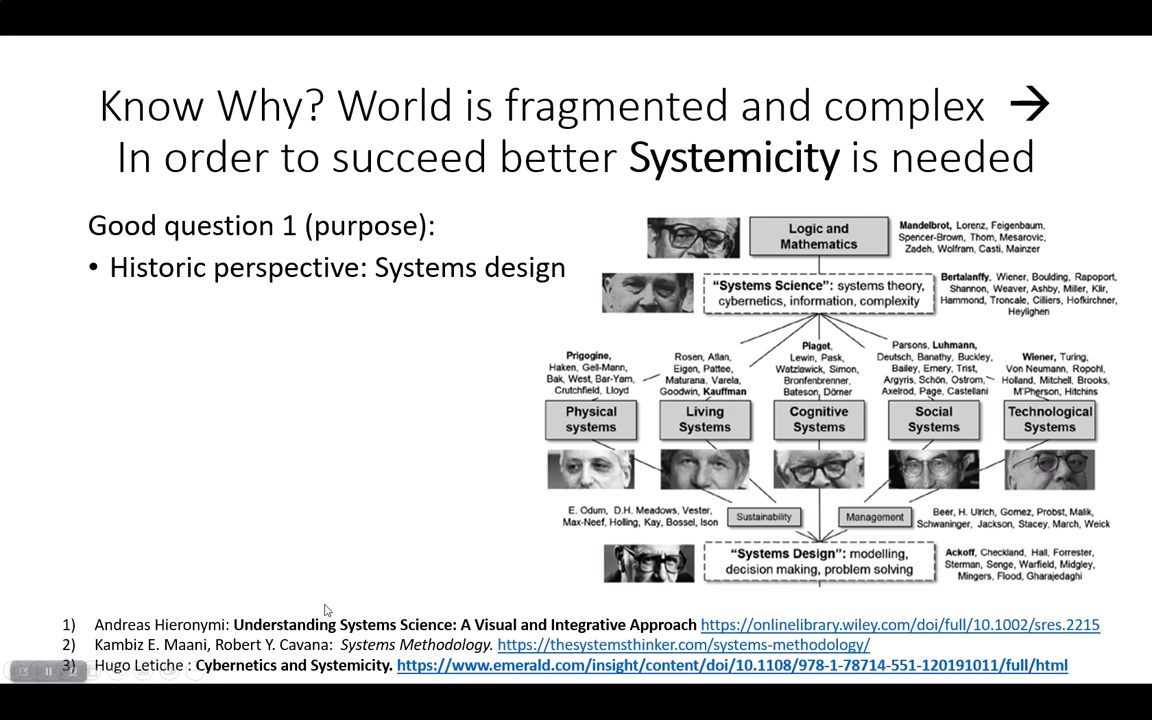 Know Why? World is fragmented and complex →
In order to succeed better Systemicity is needed
Good question 1 (purpose):
• Historic perspective: Systems design
Logic and
Mathematics
Mandelbrot, Lorenz, Feigenbaum,
Spencer-Brown, Thom, Mesarovic,
Zadeh, Wolfram, Casti, Mainzer
"Systems Science": systems theory,
cybernetics, information, complexity
Bertalanffy, Wiener, Boulding, Rapoport,
Shannon, Weaver, Ashby, Miller, Klir,
Hammond, Troncale, Cilliers, Hofkirchner,
Heylighen
Prigogine,
Haken, Gell-Mann,
Bak, West, Bar-Yam,
Crutchfield, Lloyd
Rosen, Atlan,
Eigen, Pattee,
Maturana, Varela,
Goodwin, Kauffman
Piaget,
Lewin, Pask,
Watzlawick, Simon,
Bronfenbrenner,
Bateson, Dörner
Parsons, Luhmann,
Deutsch, Banathy, Buckley,
Bailey, Emery, Trist,
Argyris, Schön, Ostrom,
Axelrod, Page, Castellani
Wiener, Turing,
Von Neumann, Ropohl,
Holland, Mitchell, Brooks,
M'Pherson, Hitchins
Physical
systems
Living
Systems
Cognitive
Systems
Social
Systems
Technological
Systems
E. Odum, D.H. Meadows, Vester,
Max-Neef, Holling, Kay, Bossel, Ison
Sustainability
Management
Beer, H. Ulrich, Gomez, Probst, Malik,
Schwaninger, Jackson, Stacey, March, Weick
"Systems Design": modelling,
decision making, problem solving
Ackoff, Checkland, Hall, Forrester,
Sterman, Senge, Warfield, Midgley,
Mingers, Flood, Gharajedaghi
1) Andreas Hieronymi: Understanding Systems Science: A Visual and Integrative Approach https://onlinelibrary.wiley.com/doi/full/10.1002/sres.2215
2) Kambiz E. Maani, Robert Y. Cavana: Systems Methodology. https://thesystemsthinker.com/systems-methodology/
3) Hugo Letiche : Cybernetics and Systemicity. https://www.emerald.com/insight/content/doi/10.1108/978-1-78714-551-120191011/full/html